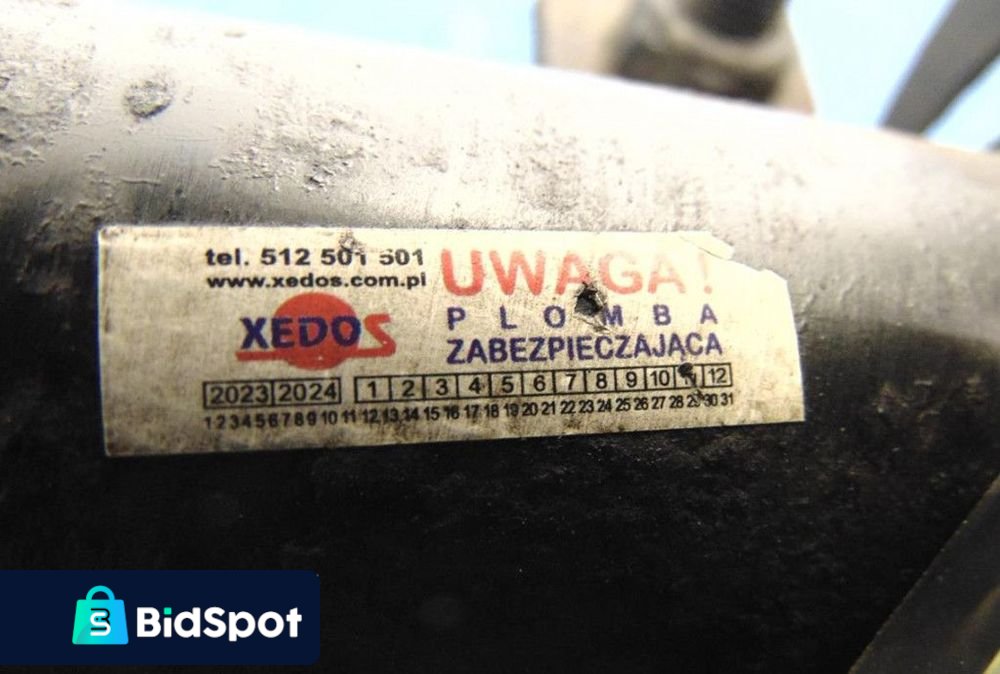 tel. 512 501 501
www.xedos.com.pl
XEDOS
UWAGA!
PLOMBA
ZABEZPIECZAJĄCA
2023 2024 1 2 3 4 5 6 7 8 9 10 11 12
1 2 3 4 5 6 7 8 9 10 11 12 13 14 15 16 17 18 19 20 21 22 23 24 25 26 27 28 29 30 31
BidSpot